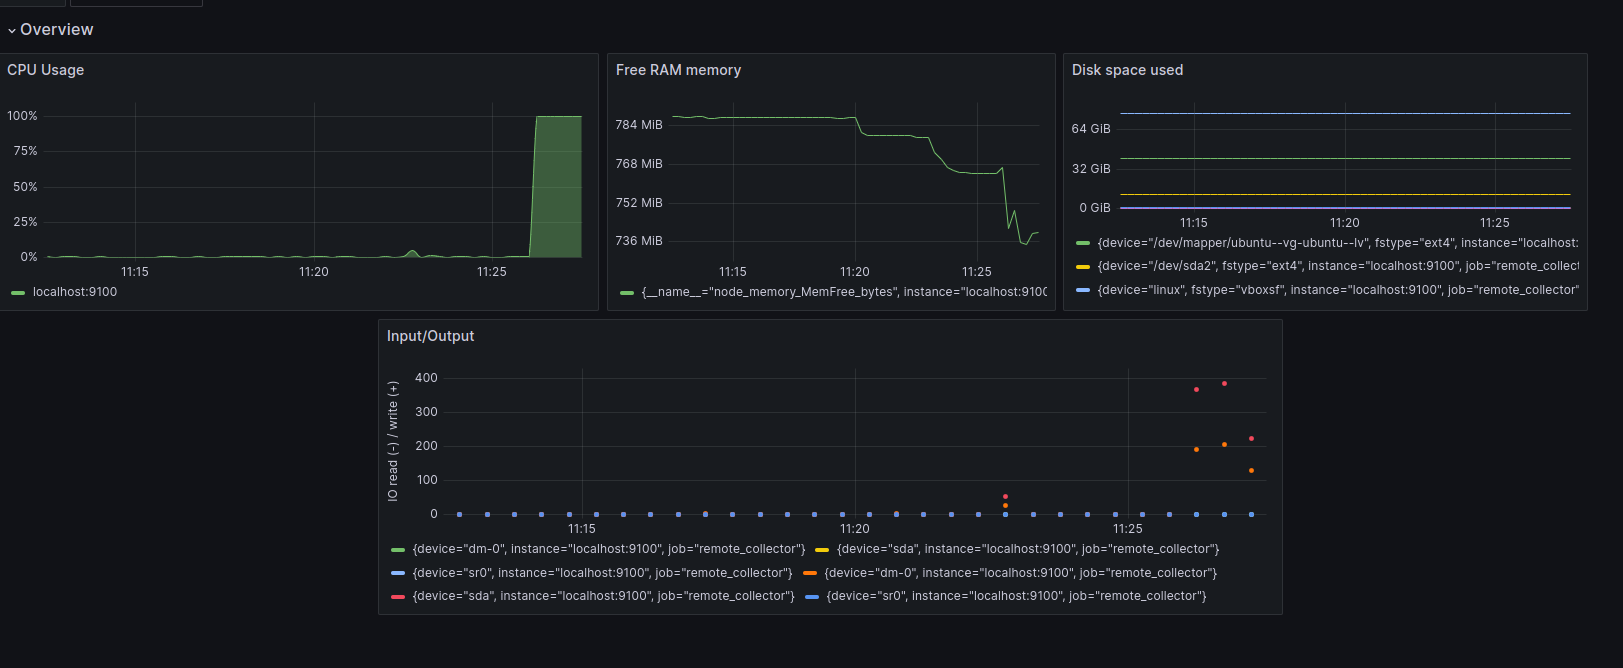 Overview
CPU Usage
100%
75%
50%
25%
0%
11:15 11:20 11:25
localhost:9100
Free RAM memory
784 MiB
768 MiB
752 MiB
736 MiB
11:15 11:20 11:25
{__name__="node_memory_MemFree_bytes", instance="localhost:9100
Disk space used
64 GiB
32 GiB
0 GiB
11:15 11:20 11:25
{device="/dev/mapper/ubuntu--vg-ubuntu--lv", fstype="ext4", instance="localhost:
{device="/dev/sda2", fstype="ext4", instance="localhost:9100", job="remote_collect
{device="linux", fstype="vboxsf", instance="localhost:9100", job="remote_collector"
Input/Output
IO read (-) / write (+)
400
300
200
100
0
11:15 11:20 11:25
{device="dm-0", instance="localhost:9100", job="remote_collector"} {device="sda", instance="localhost:9100", job="remote_collector"}
{device="sr0", instance="localhost:9100", job="remote_collector"} {device="dm-0", instance="localhost:9100", job="remote_collector"}
{device="sda", instance="localhost:9100", job="remote_collector"} {device="sr0", instance="localhost:9100", job="remote_collector"}